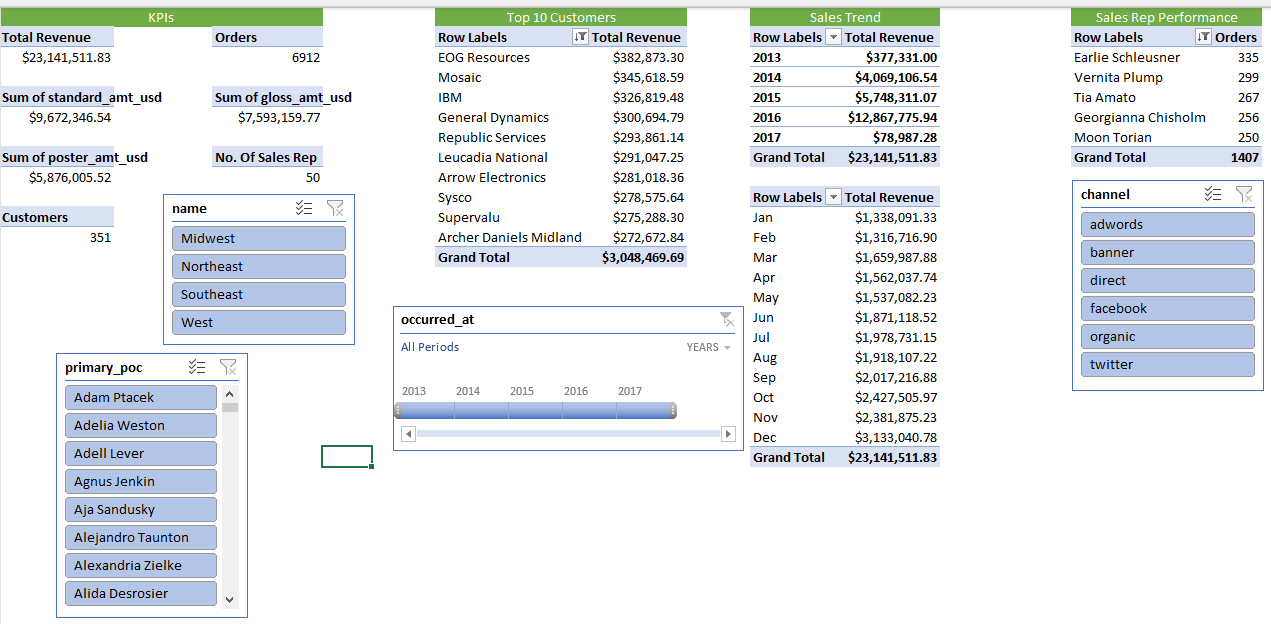 KPIs
Total Revenue Orders
$23,141,511.83 6912
Sum of standard_amt_usd Sum of gloss_amt_usd
$9,672,346.54 $7,593,159.77
Sum of poster_amt_usd No. Of Sales Rep
$5,876,005.52 50
Customers
351
name
Midwest
Northeast
Southeast
West
primary_poc
Adam Ptacek
Adelia Weston
Adell Lever
Agnus Jenkin
Aja Sandusky
Alejandro Taunton
Alexandria Zielke
Alida Desrosier
Top 10 Customers
Row Labels Total Revenue
EOG Resources $382,873.30
Mosaic $345,618.59
IBM $326,819.48
General Dynamics $300,694.79
Republic Services $293,861.14
Leucadia National $291,047.25
Arrow Electronics $281,018.36
Sysco $278,575.64
Supervalu $275,288.30
Archer Daniels Midland $272,672.84
Grand Total $3,048,469.69
occurred_at
All Periods YEARS
2013 2014 2015 2016 2017
Sales Trend
Row Labels Total Revenue
2013 $377,331.00
2014 $4,069,106.54
2015 $5,748,311.07
2016 $12,867,775.94
2017 $78,987.28
Grand Total $23,141,511.83
Row Labels Total Revenue
Jan $1,338,091.33
Feb $1,316,716.90
Mar $1,659,987.88
Apr $1,562,037.74
May $1,537,082.23
Jun $1,871,118.52
Jul $1,978,731.15
Aug $1,918,107.22
Sep $2,017,216.88
Oct $2,427,505.97
Nov $2,381,875.23
Dec $3,133,040.78
Grand Total $23,141,511.83
Sales Rep Performance
Row Labels Orders
Earlie Schleusner 335
Vernita Plump 299
Tia Amato 267
Georgianna Chisholm 256
Moon Torian 250
Grand Total 1407
channel
adwords
banner
direct
facebook
organic
twitter